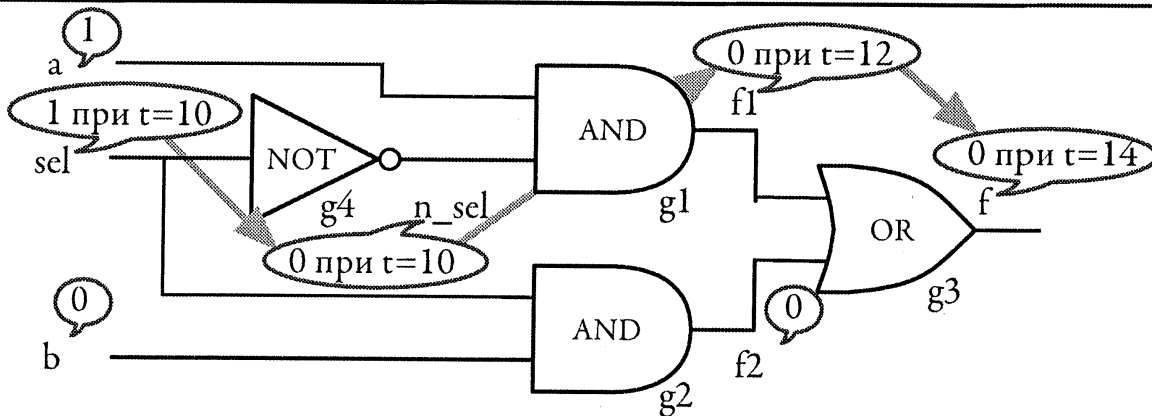 1
a
0 при t=12
f1
1 при t=10
AND
sel
NOT
0 при t=14
f
g4
n_sel
g1
OR
0 при t=10
0
g3
0
b
AND
f2
g2